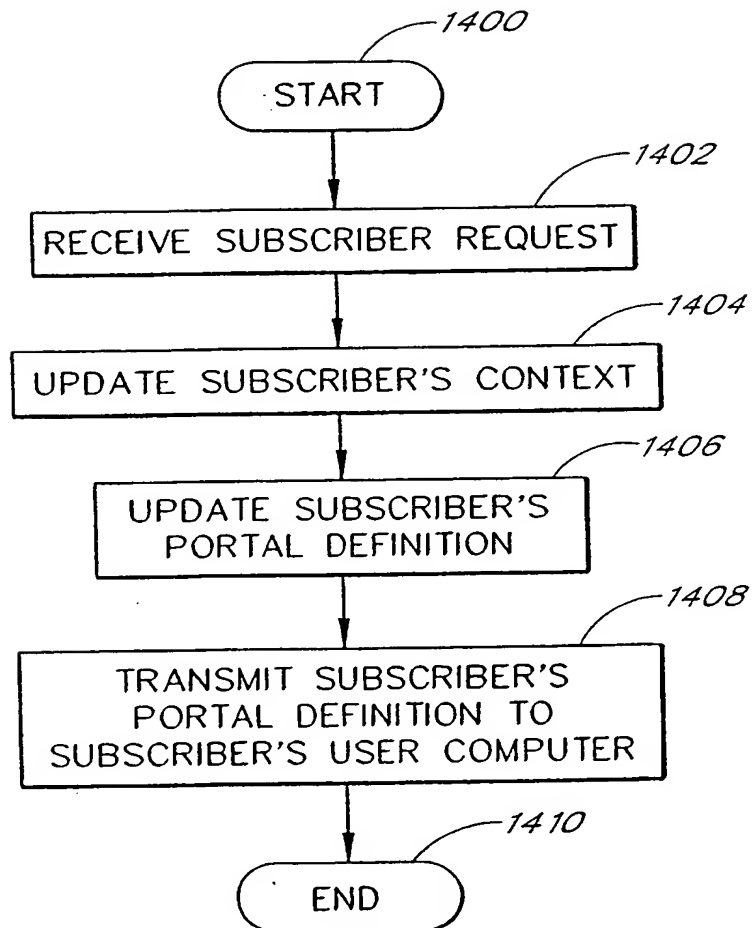 1400
START
1402
RECEIVE SUBSCRIBER REQUEST
1404
UPDATE SUBSCRIBER'S CONTEXT
1406
UPDATE SUBSCRIBER'S
PORTAL DEFINITION
1408
TRANSMIT SUBSCRIBER'S
PORTAL DEFINITION TO
SUBSCRIBER'S USER COMPUTER
1410
END